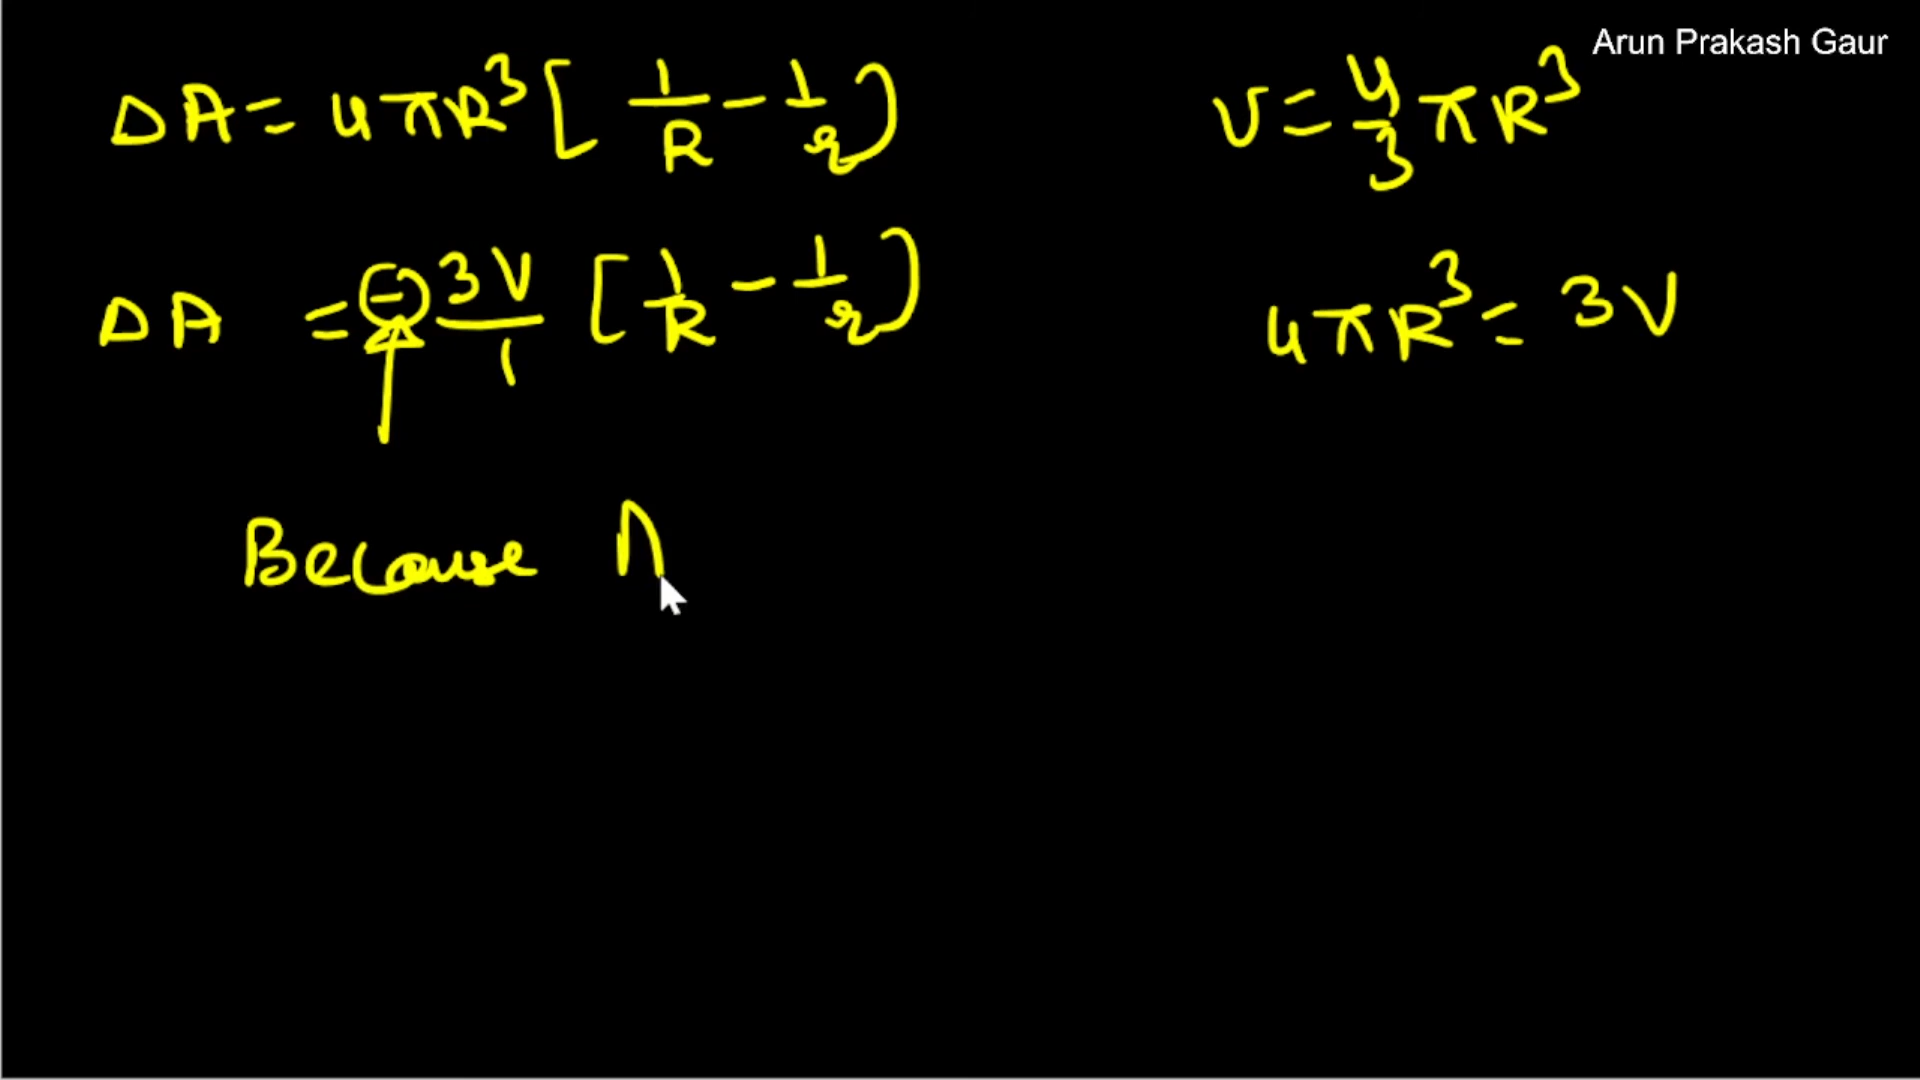 Arun Prakash Gaur
ΔA = 4πR³ [ 1/R - 1/r )
V = 4/3 πR³
ΔA = ⊖ 3V/1 [ 1/R - 1/r )
4πR³ = 3V
Because